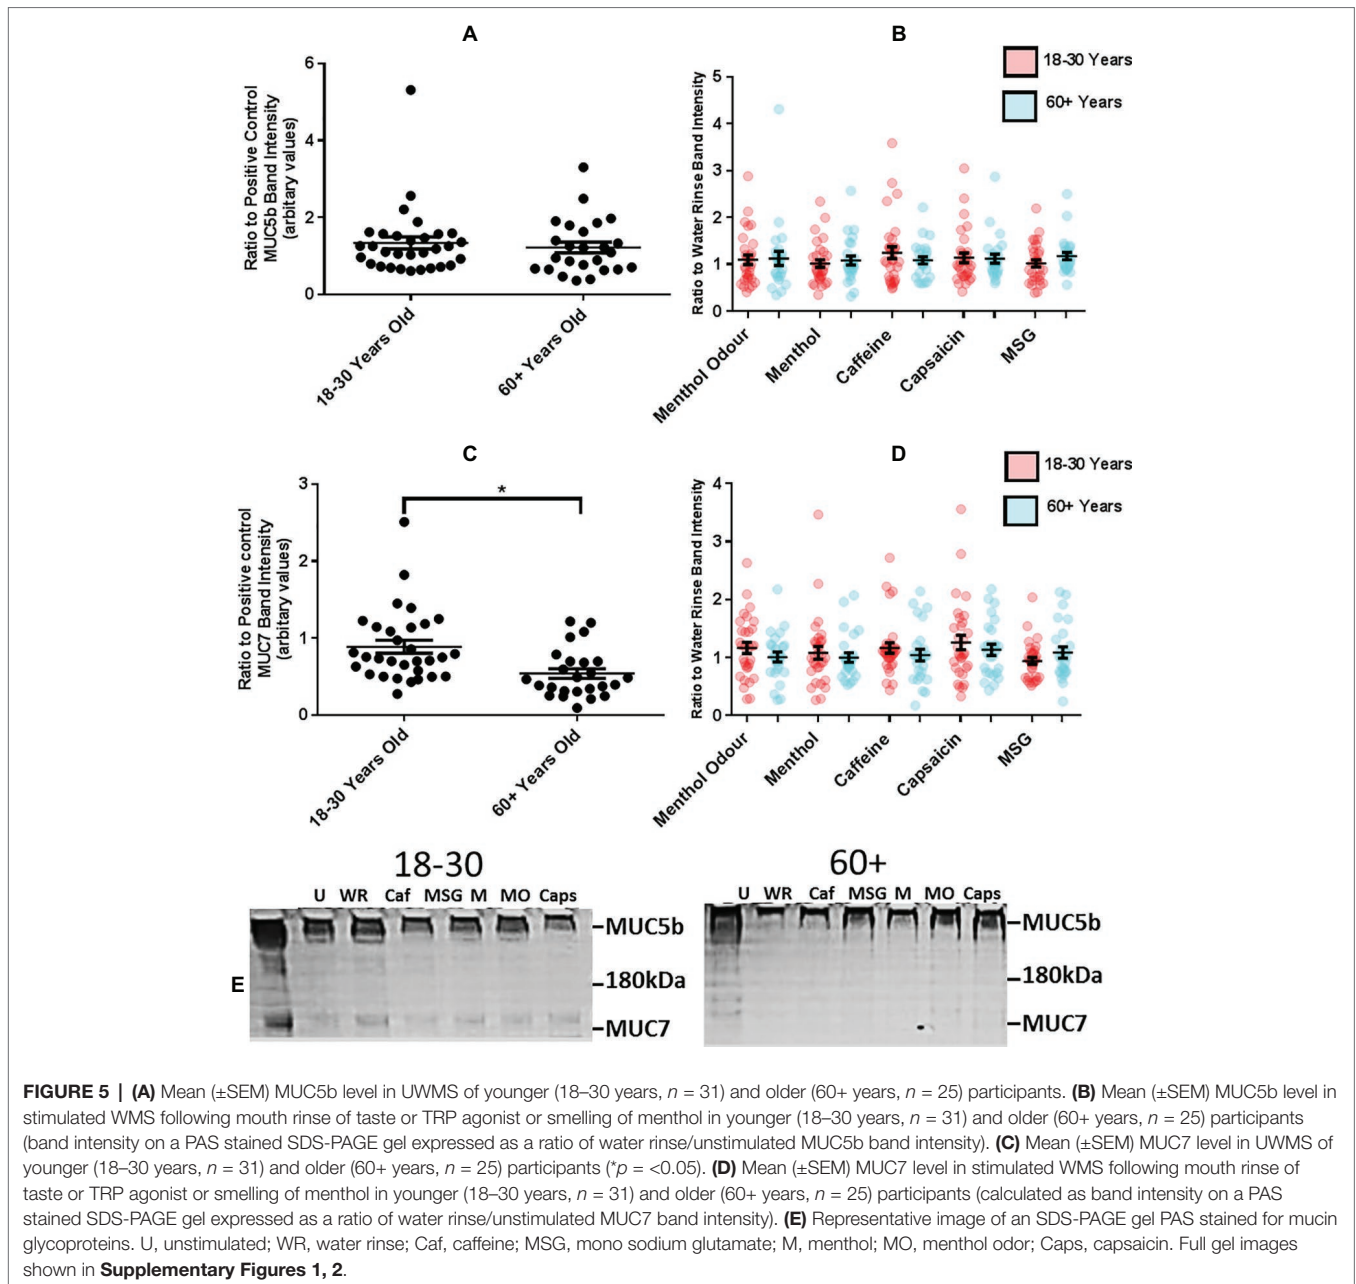 A
Ratio to Positive Control
MUC5b Band Intensity
(arbitary values)
6
4
2
0
18-30 Years Old
60+ Years Old
B
18-30 Years
60+ Years
Ratio to Water Rinse Band Intensity
5
4
3
2
1
0
Menthol Odour
Menthol
Caffeine
Capsaicin
MSG
C
Ratio to Positive control
MUC7 Band Intensity
(arbitary values)
3
2
1
0
*
18-30 Years Old
60+ Years Old
D
18-30 Years
60+ Years
Ratio to Water Rinse Band Intensity
4
3
2
1
0
Menthol Odour
Menthol
Caffeine
Capsaicin
MSG
E
18-30
U WR Caf MSG M MO Caps
MUC5b
180kDa
MUC7
60+
U WR Caf MSG M MO Caps
MUC5b
180kDa
MUC7
FIGURE 5 | (A) Mean (±SEM) MUC5b level in UWMS of younger (18–30 years, n = 31) and older (60+ years, n = 25) participants. (B) Mean (±SEM) MUC5b level in
stimulated WMS following mouth rinse of taste or TRP agonist or smelling of menthol in younger (18–30 years, n = 31) and older (60+ years, n = 25) participants
(band intensity on a PAS stained SDS-PAGE gel expressed as a ratio of water rinse/unstimulated MUC5b band intensity). (C) Mean (±SEM) MUC7 level in UWMS of
younger (18–30 years, n = 31) and older (60+ years, n = 25) participants (*p = <0.05). (D) Mean (±SEM) MUC7 level in stimulated WMS following mouth rinse of
taste or TRP agonist or smelling of menthol in younger (18–30 years, n = 31) and older (60+ years, n = 25) participants (calculated as band intensity on a PAS
stained SDS-PAGE gel expressed as a ratio of water rinse/unstimulated MUC7 band intensity). (E) Representative image of an SDS-PAGE gel PAS stained for mucin
glycoproteins. U, unstimulated; WR, water rinse; Caf, caffeine; MSG, mono sodium glutamate; M, menthol; MO, menthol odor; Caps, capsaicin. Full gel images
shown in Supplementary Figures 1, 2.